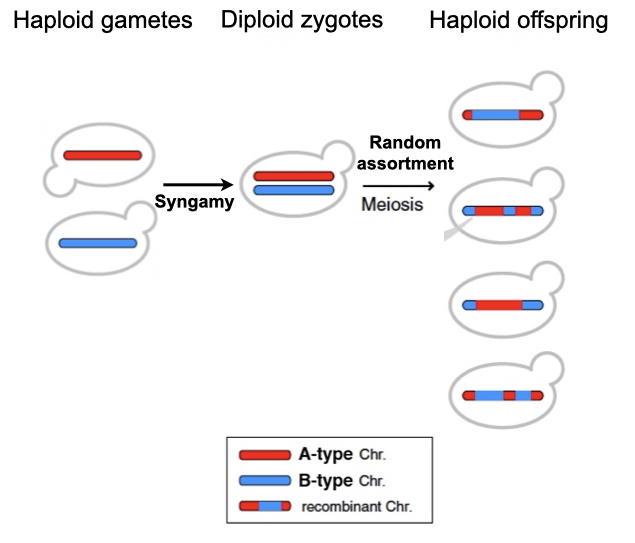 Haploid gametes
Diploid zygotes
Haploid offspring
Syngamy
Random
assortment
Meiosis
A-type Chr.
B-type Chr.
recombinant Chr.